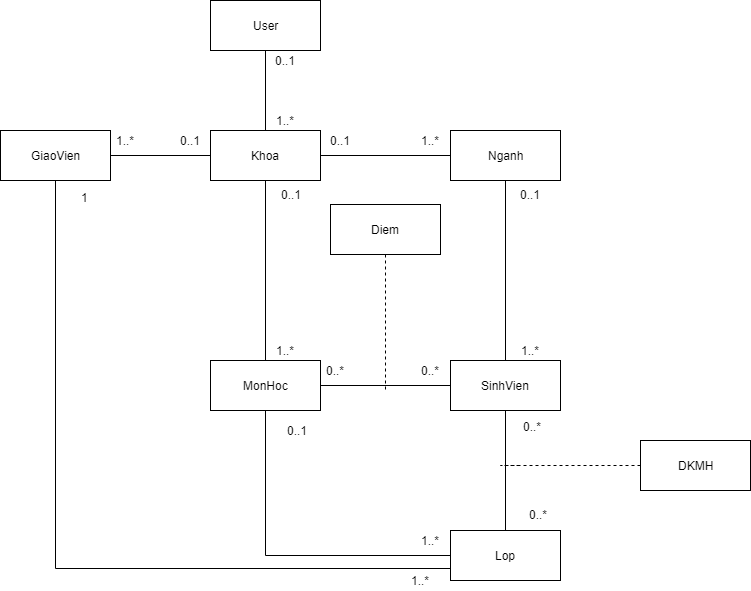 User
0..1
1..*
GiaoVien
1..*
0..1
Khoa
0..1
1..*
Nganh
1
0..1
0..1
Diem
1..*
1..*
MonHoc
0..*
0..*
SinhVien
0..1
0..*
DKMH
0..*
1..*
Lop
1..*